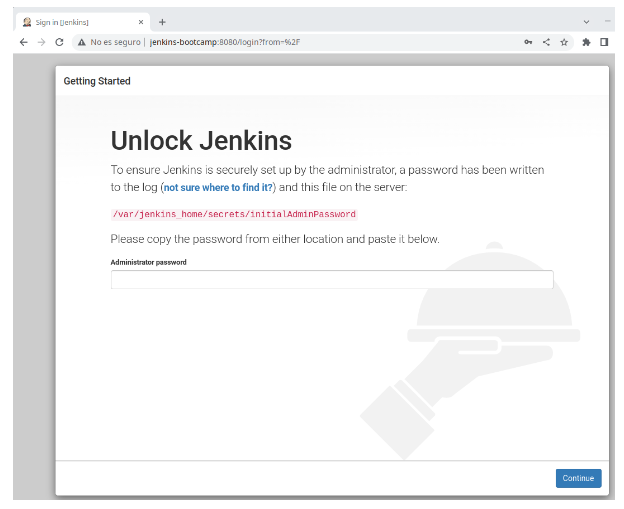 Sign in [Jenkins]
No es seguro | jenkins-bootcamp:8080/login?from=%2F
Getting Started
Unlock Jenkins
To ensure Jenkins is securely set up by the administrator, a password has been written
to the log (not sure where to find it?) and this file on the server:
/var/jenkins_home/secrets/initialAdminPassword
Please copy the password from either location and paste it below.
Administrator password
Continue